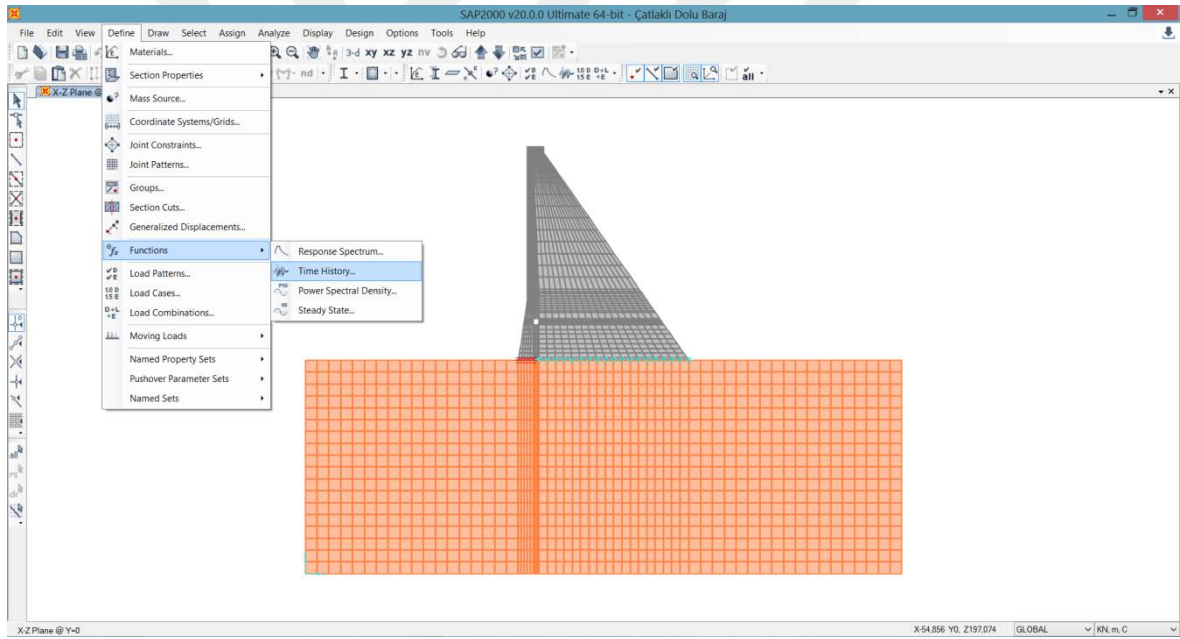 SAP2000 v20.0.0 Ultimate 64-bit - Çatlaklı Dolu Baraj
File Edit View Define Draw Select Assign Analyze Display Design Options Tools Help
3-d xy xz yz nv
nd
all
X-Z Plane @
Materials...
Section Properties
Mass Source...
Coordinate Systems/Grids...
Joint Constraints...
Joint Patterns...
Groups...
Section Cuts...
Generalized Displacements...
Functions
Load Patterns...
Load Cases...
Load Combinations...
Moving Loads
Named Property Sets
Pushover Parameter Sets
Named Sets
Response Spectrum...
Time History...
Power Spectral Density...
Steady State...
all
X-Z Plane @ Y=0
X-54,856 Y0, Z197,074 GLOBAL KN, m, C